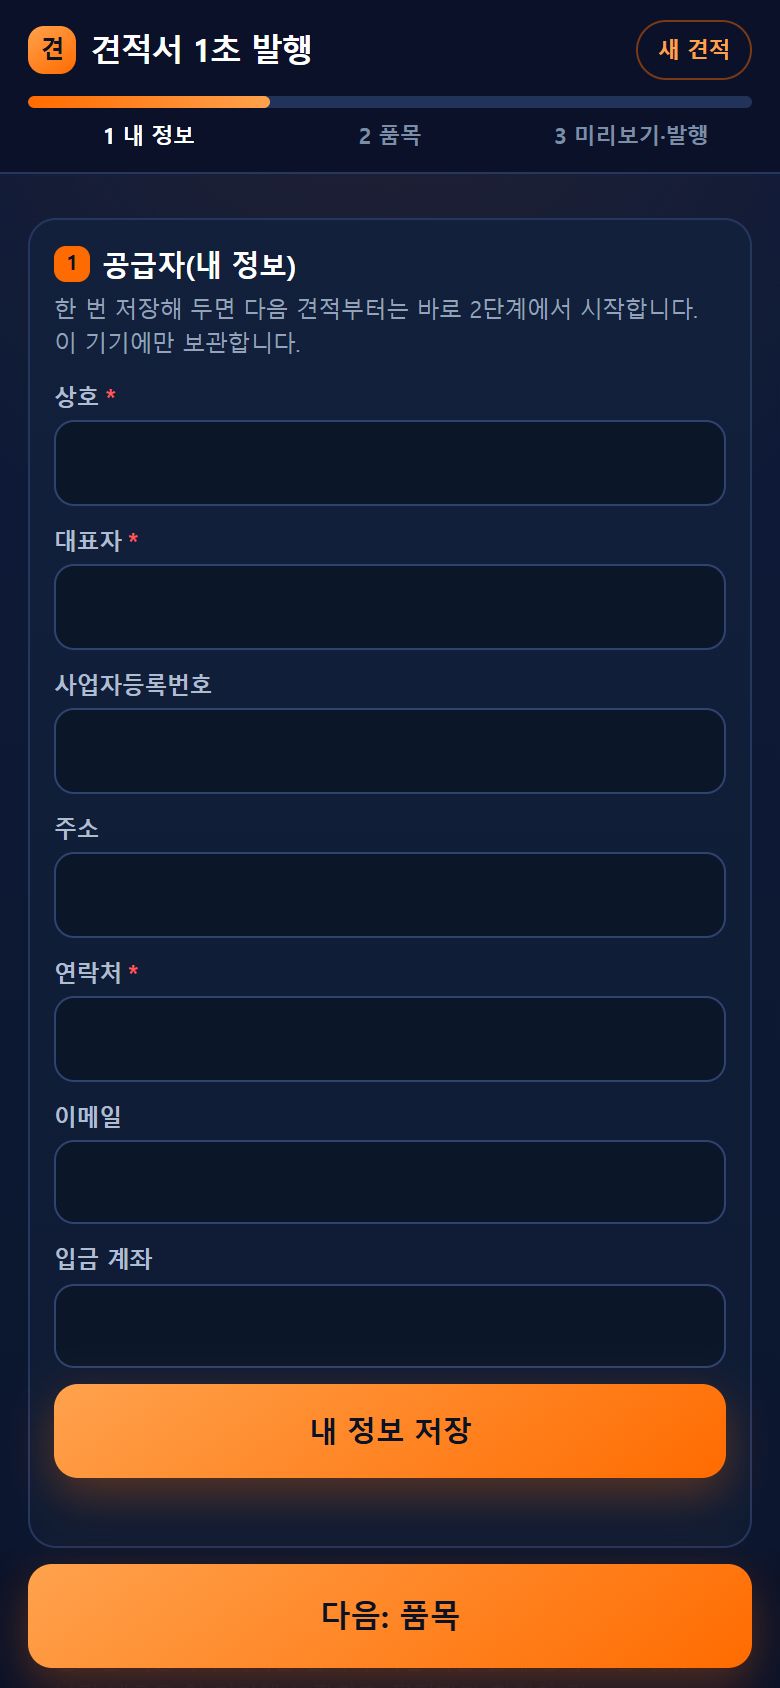 견 견적서 1초 발행 새 견적
1 내 정보 2 품목 3 미리보기·발행
1 공급자(내 정보)
한 번 저장해 두면 다음 견적부터는 바로 2단계에서 시작합니다.
이 기기에만 보관합니다.
상호 *
대표자 *
사업자등록번호
주소
연락처 *
이메일
입금 계좌
내 정보 저장
다음: 품목